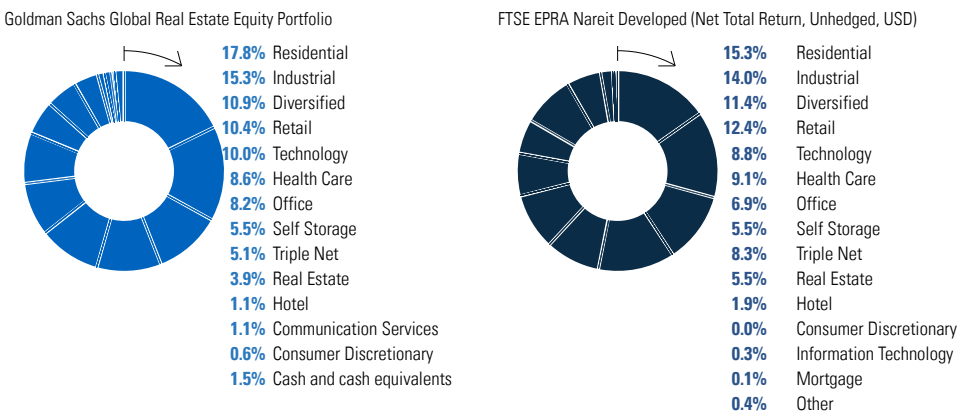 Goldman Sachs Global Real Estate Equity Portfolio
17.8% Residential
15.3% Industrial
10.9% Diversified
10.4% Retail
10.0% Technology
8.6% Health Care
8.2% Office
5.5% Self Storage
5.1% Triple Net
3.9% Real Estate
1.1% Hotel
1.1% Communication Services
0.6% Consumer Discretionary
1.5% Cash and cash equivalents
FTSE EPRA Nareit Developed (Net Total Return, Unhedged, USD)
15.3% Residential
14.0% Industrial
11.4% Diversified
12.4% Retail
8.8% Technology
9.1% Health Care
6.9% Office
5.5% Self Storage
8.3% Triple Net
5.5% Real Estate
1.9% Hotel
0.0% Consumer Discretionary
0.3% Information Technology
0.1% Mortgage
0.4% Other